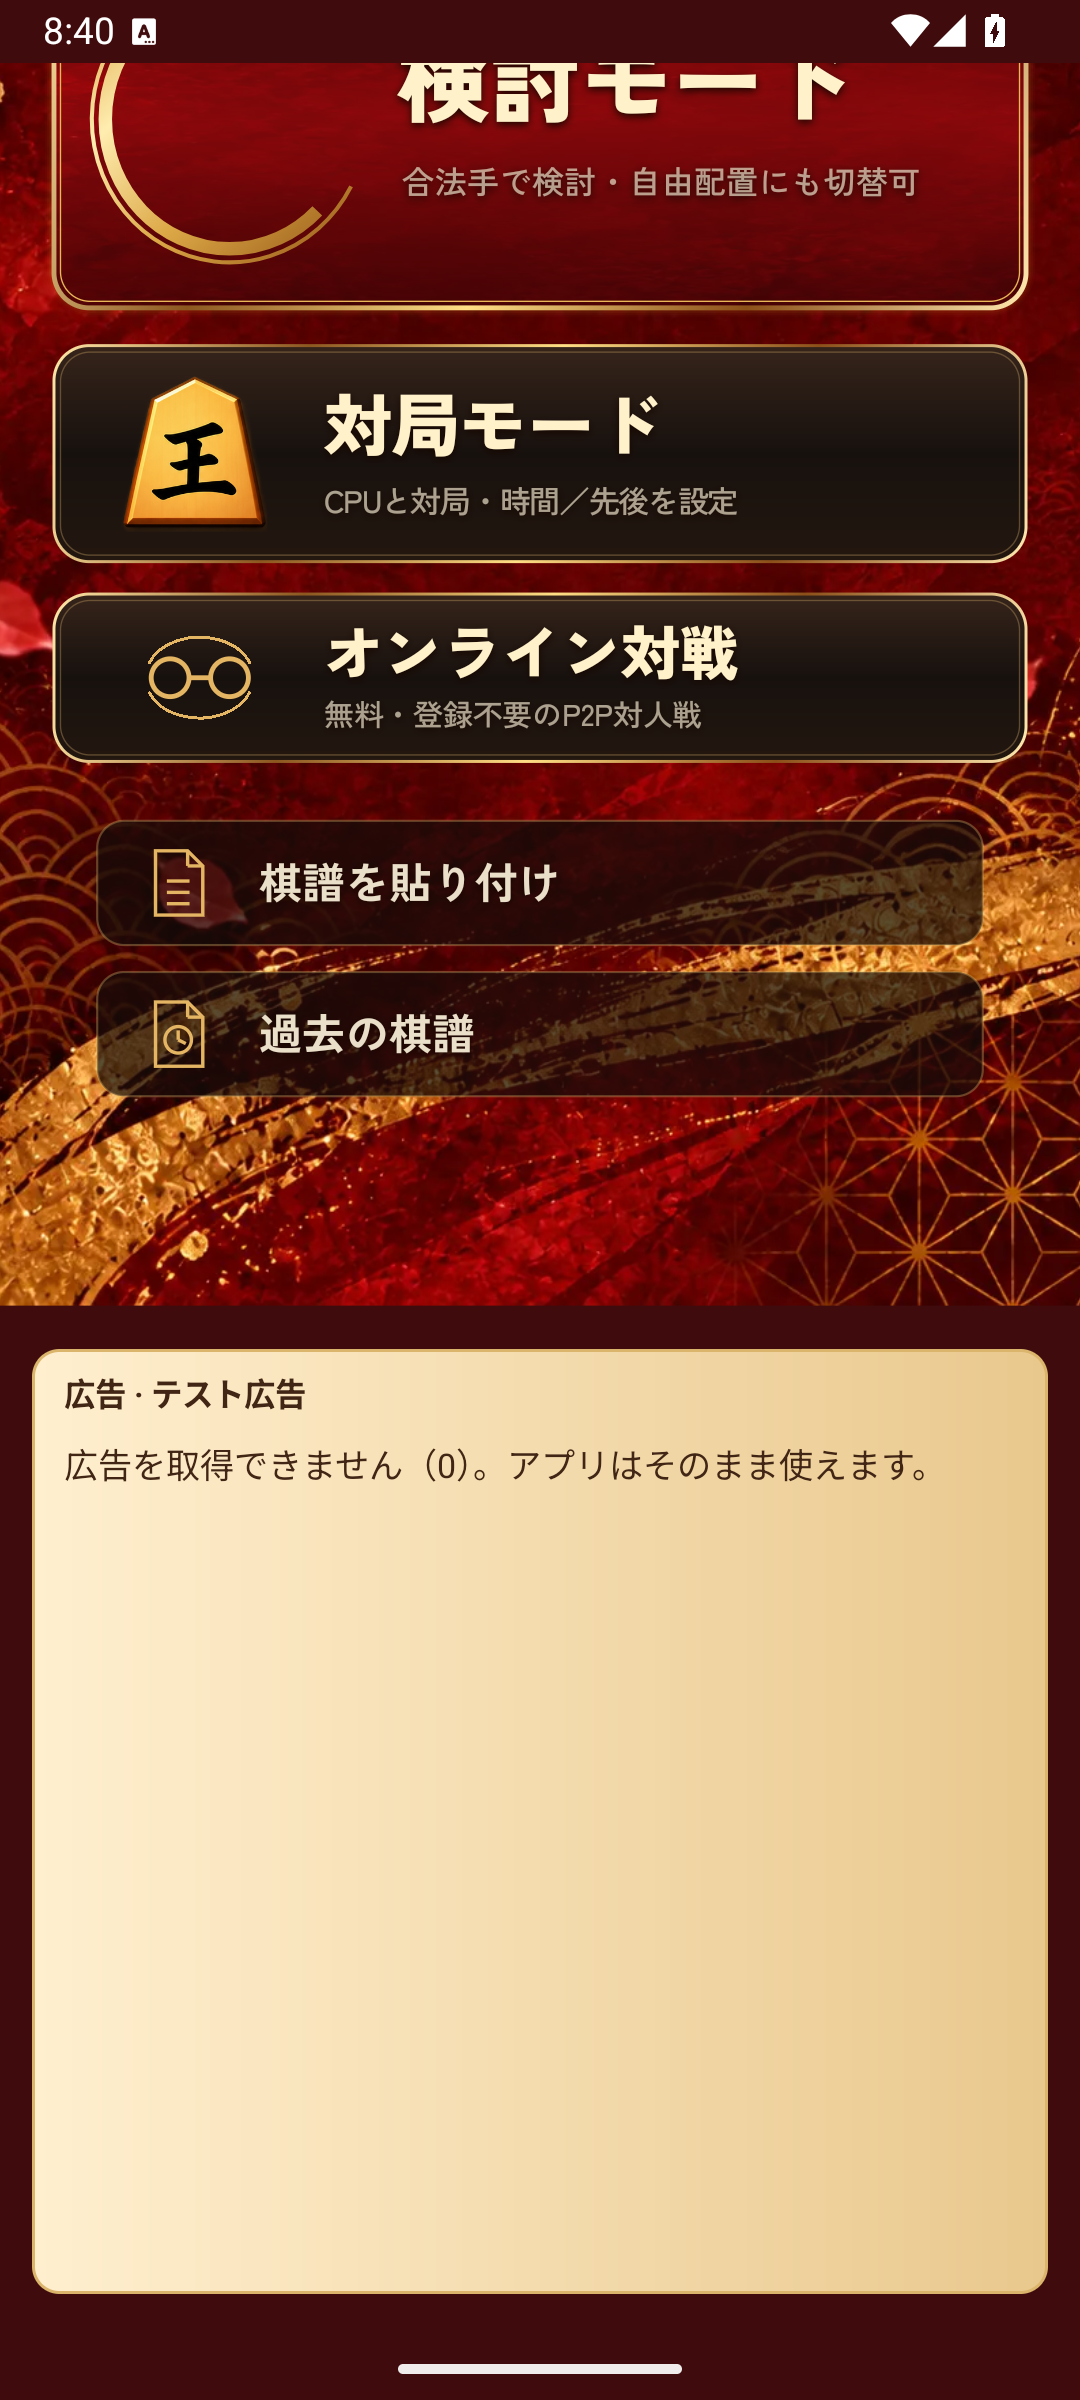 8:40
検討モード
合法手で検討・自由配置にも切替可
王
対局モード
CPUと対局・時間／先後を設定
オンライン対戦
無料・登録不要のP2P対人戦
棋譜を貼り付け
過去の棋譜
広告 · テスト広告
広告を取得できません（0）。アプリはそのまま使えます。